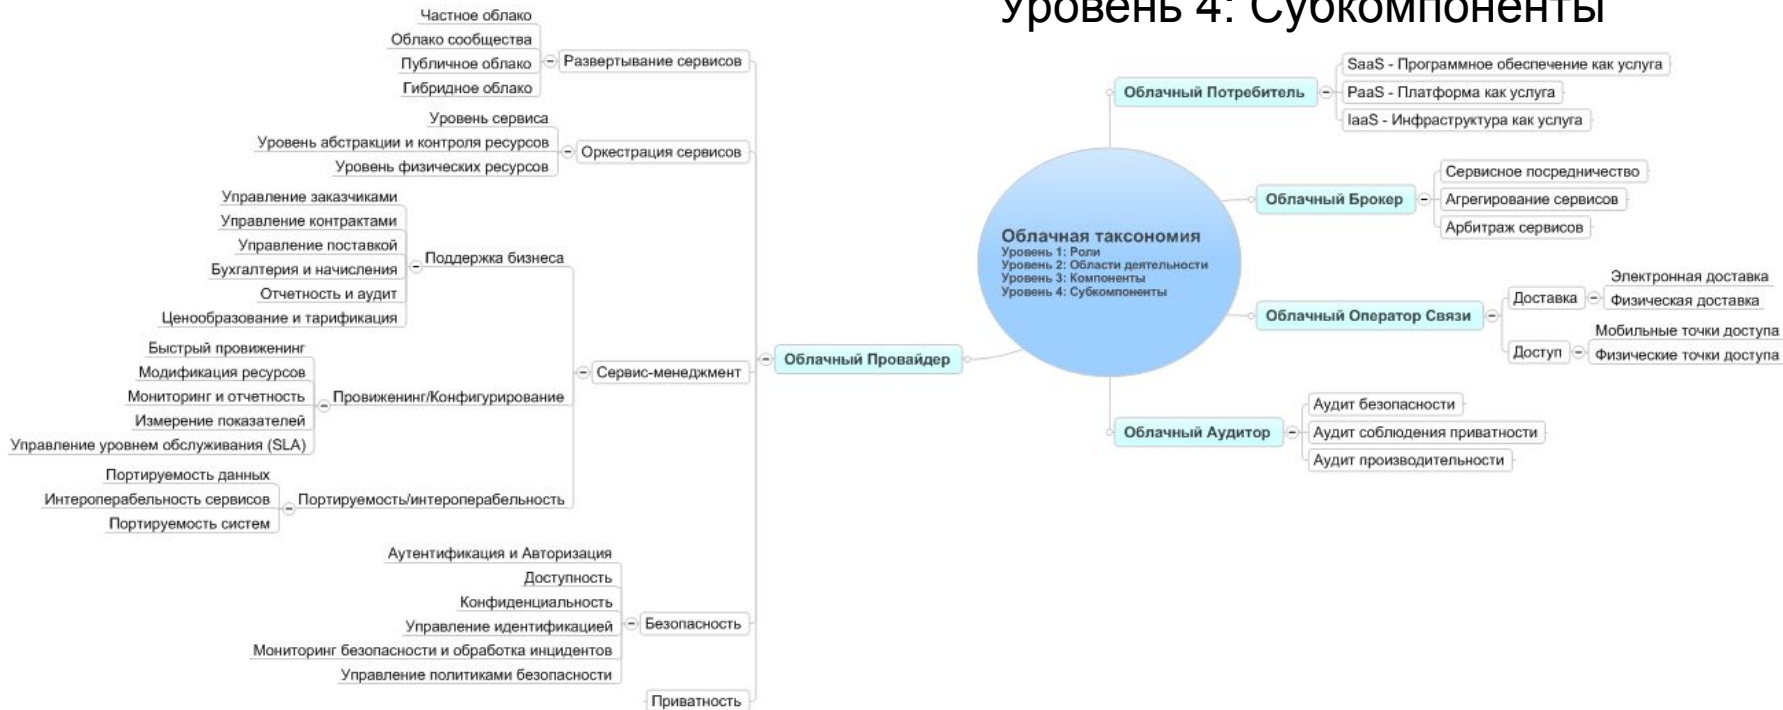 Уровень 4: Субкомпоненты
Частное облако
Облако сообщества
Публичное облако
Гибридное облако
Развертывание сервисов
Уровень сервиса
Уровень абстракции и контроля ресурсов
Уровень физических ресурсов
Оркестрация сервисов
Управление заказчиками
Управление контрактами
Управление поставкой
Бухгалтерия и начисления
Отчетность и аудит
Ценообразование и тарификация
Поддержка бизнеса
Быстрый провиженинг
Модификация ресурсов
Мониторинг и отчетность
Измерение показателей
Управление уровнем обслуживания (SLA)
Провиженинг/Конфигурирование
Портируемость данных
Интероперабельность сервисов
Портируемость систем
Портируемость/интероперабельность
Сервис-менеджмент
Аутентификация и Авторизация
Доступность
Конфиденциальность
Управление идентификацией
Мониторинг безопасности и обработка инцидентов
Управление политиками безопасности
Безопасность
Приватность
Облачный Провайдер
Облачная таксономия
Уровень 1: Роли
Уровень 2: Области деятельности
Уровень 3: Компоненты
Уровень 4: Субкомпоненты
Облачный Потребитель
SaaS - Программное обеспечение как услуга
PaaS - Платформа как услуга
IaaS - Инфраструктура как услуга
Облачный Брокер
Сервисное посредничество
Агрегирование сервисов
Арбитраж сервисов
Облачный Оператор Связи
Доставка
Электронная доставка
Физическая доставка
Доступ
Мобильные точки доступа
Физические точки доступа
Облачный Аудитор
Аудит безопасности
Аудит соблюдения приватности
Аудит производительности